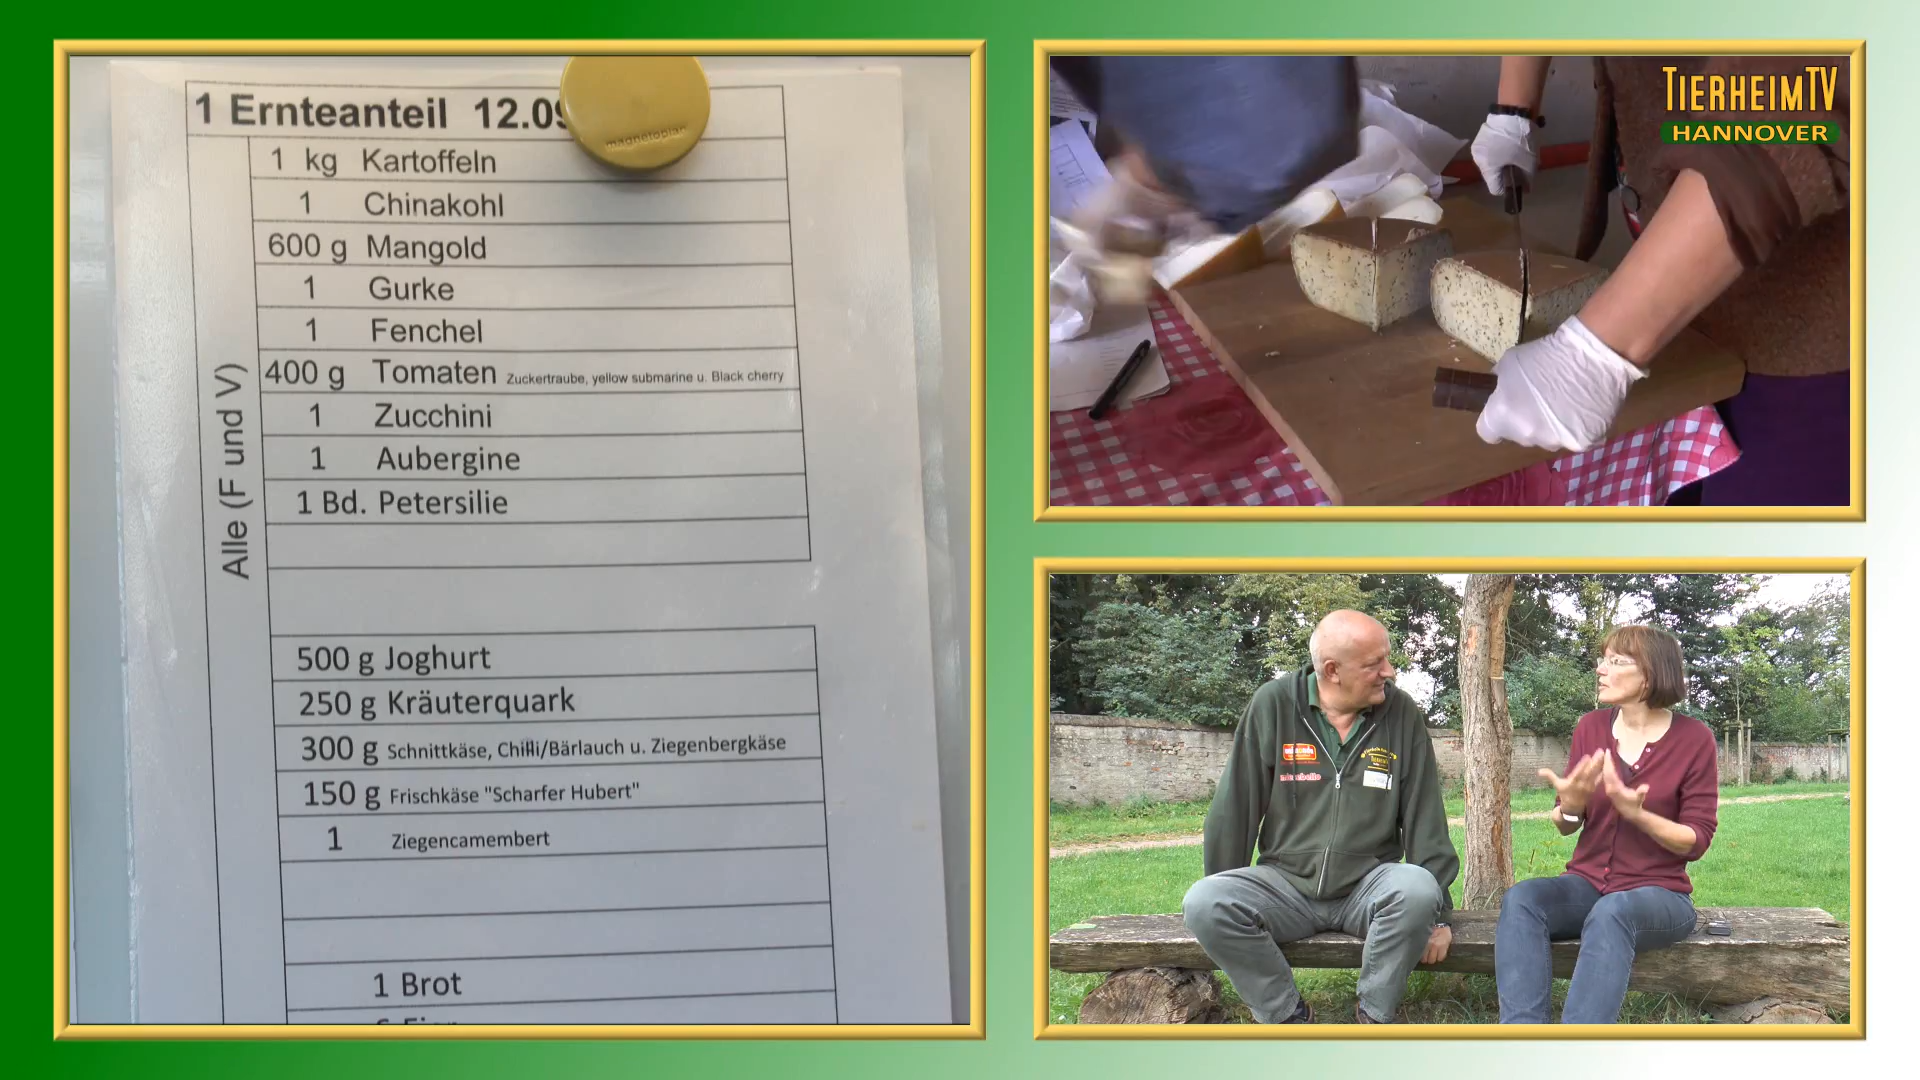 1 Ernteanteil 12.09
magnetoplan
Alle (F und V)
1 kg Kartoffeln
1 Chinakohl
600 g Mangold
1 Gurke
1 Fenchel
400 g Tomaten Zuckertraube, yellow submarine u. Black cherry
1 Zucchini
1 Aubergine
1 Bd. Petersilie
500 g Joghurt
250 g Kräuterquark
300 g Schnittkäse, Chilli/Bärlauch u. Ziegenbergkäse
150 g Frischkäse "Scharfer Hubert"
1 Ziegencamembert
1 Brot
TIERHEIMTV
HANNOVER